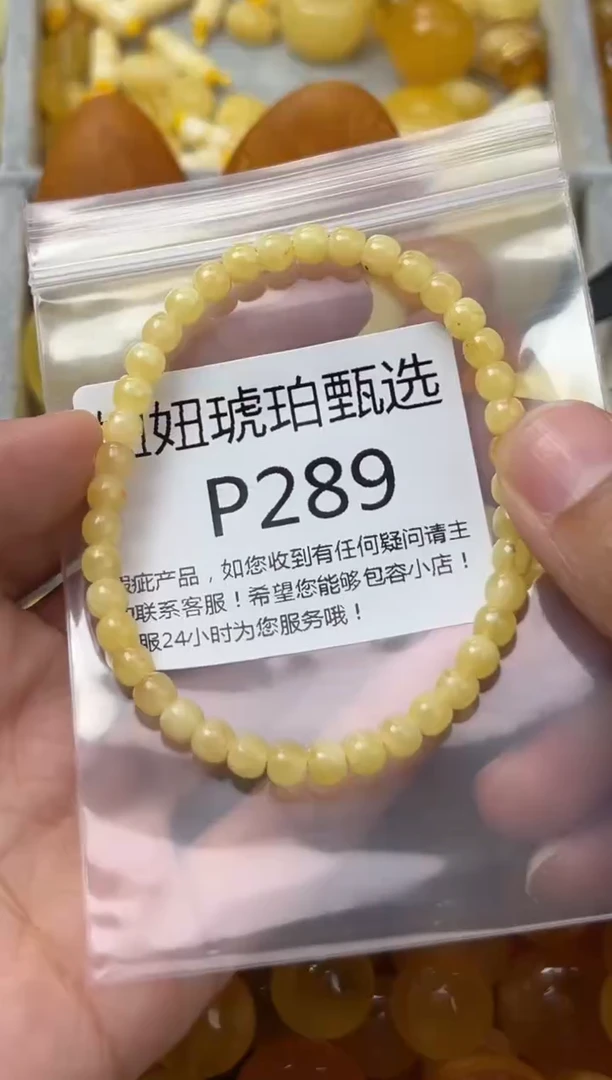 妞琥珀甄选
P289
瑕疵产品，如您收到有任何疑问请主
联系客服！希望您能够包容小店！
服24小时为您服务哦！